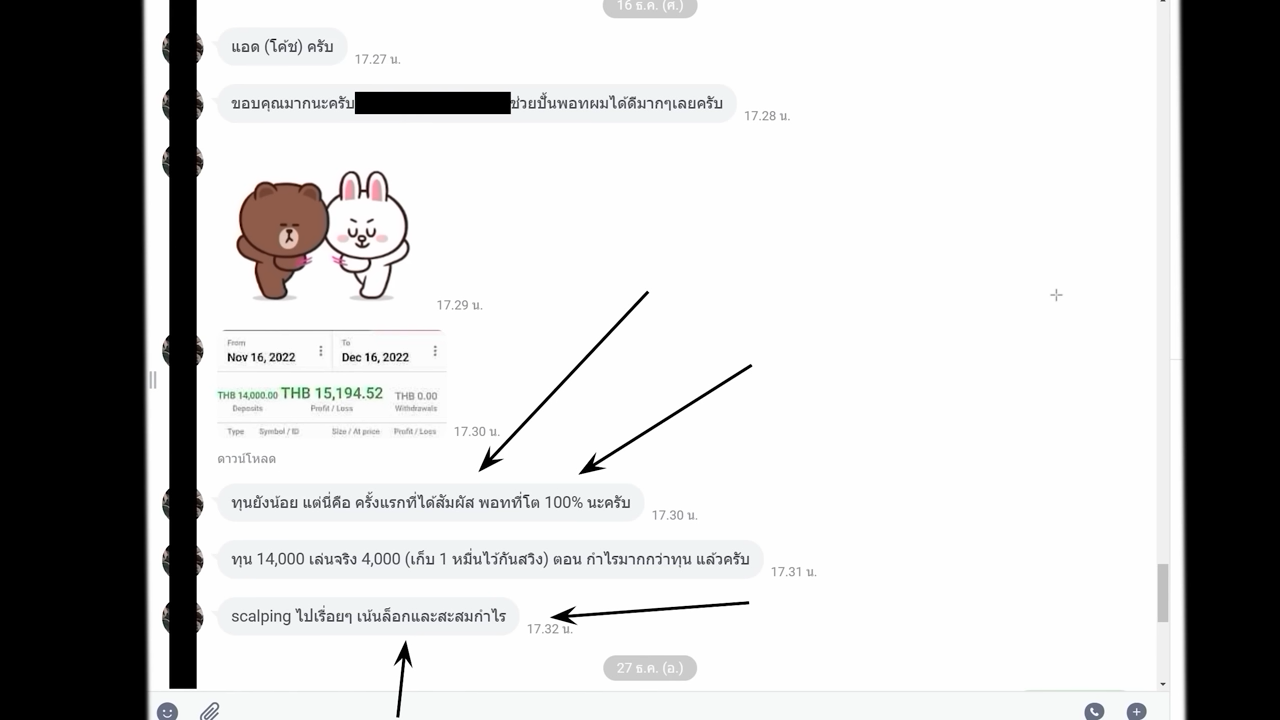 16 ธ.ค. (ศ.)
แอด (โค้ช) ครับ
17.27 น.
ขอบคุณมากนะครับ ช่วยปั้นพอทผมได้ดีมากๆเลยครับ
17.28 น.
17.29 น.
From To
Nov 16, 2022 Dec 16, 2022
THB 14,000.00 THB 15,194.52 THB 0.00
Deposits Profit / Loss Withdrawals
Type Symbol / ID Size / At price Profit / Loss
17.30 น.
ดาวน์โหลด
ทุนยังน้อย แต่นี่คือ ครั้งแรกที่ได้สัมผัส พอทที่โต 100% นะครับ
17.30 น.
ทุน 14,000 เล่นจริง 4,000 (เก็บ 1 หมื่นไว้กันสวิง) ตอน กำไรมากกว่าทุน แล้วครับ
17.31 น.
scalping ไปเรื่อยๆ เน้นล็อกและสะสมกำไร
17.32 น.
27 ธ.ค. (อ.)